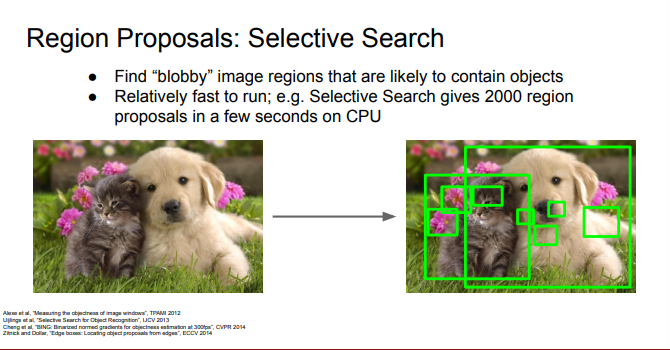 Region Proposals: Selective Search
● Find “blobby” image regions that are likely to contain objects
● Relatively fast to run; e.g. Selective Search gives 2000 region
proposals in a few seconds on CPU
Alexe et al, “Measuring the objectness of image windows”, TPAMI 2012
Uijlings et al, “Selective Search for Object Recognition”, IJCV 2013
Cheng et al, “BING: Binarized normed gradients for objectness estimation at 300fps”, CVPR 2014
Zitnick and Dollar, “Edge boxes: Locating object proposals from edges”, ECCV 2014